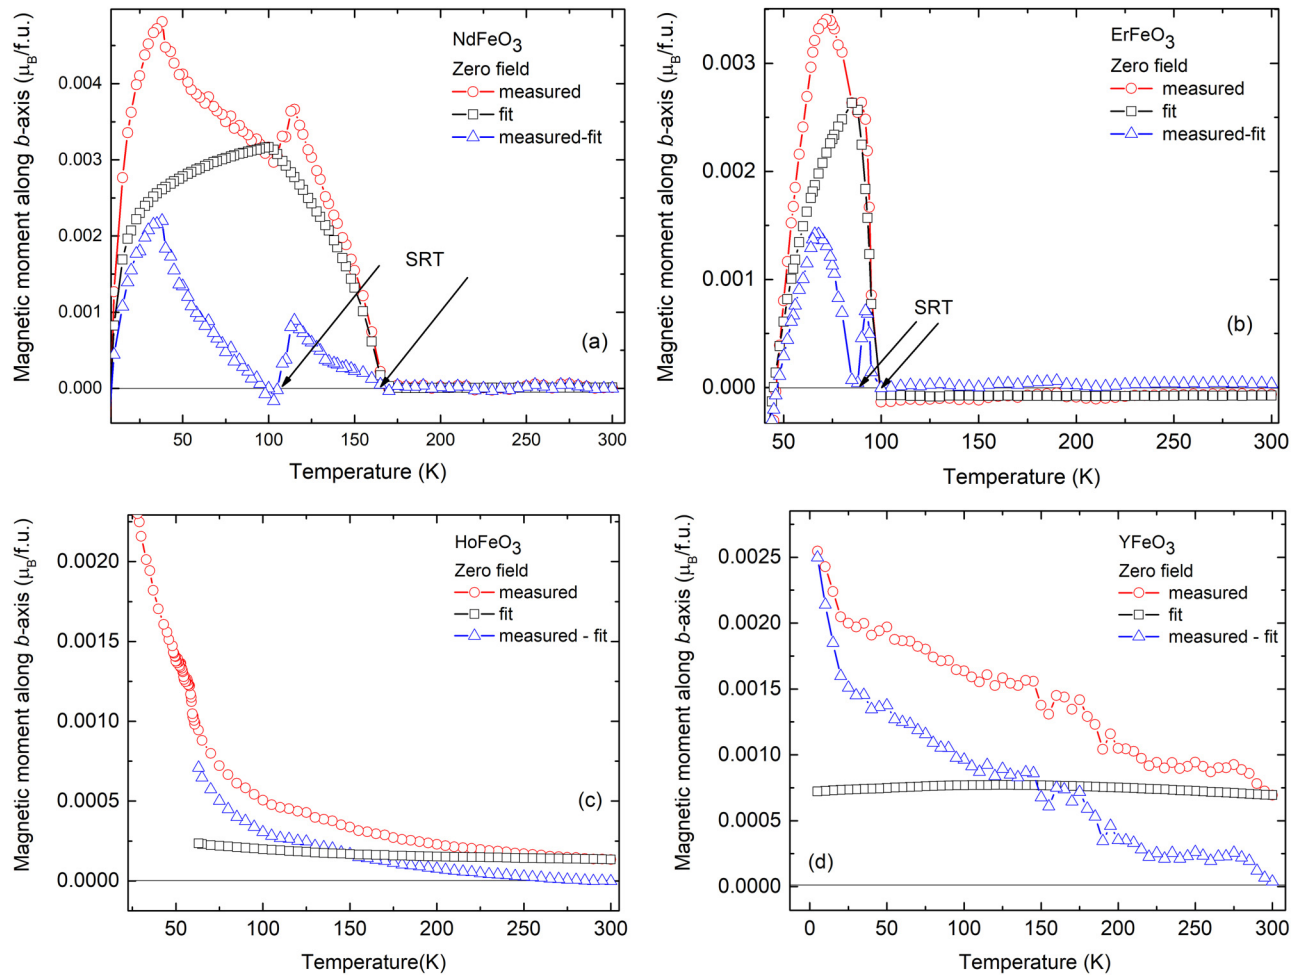 Magnetic moment along b-axis (μB/f.u.)
0.004
0.003
0.002
0.001
0.000
NdFeO3
Zero field
measured
fit
measured-fit
SRT
(a)
50 100 150 200 250 300
Temperature (K)
Magnetic moment along b-axis (μB/f.u.)
0.003
0.002
0.001
0.000
ErFeO3
Zero field
measured
fit
measured-fit
SRT
(b)
50 100 150 200 250 300
Temperature (K)
Magnetic moment along b-axis (μB/f.u.)
0.0020
0.0015
0.0010
0.0005
0.0000
HoFeO3
Zero field
measured
fit
measured - fit
(c)
50 100 150 200 250 300
Temperature(K)
Magnetic moment along b-axis (μB/f.u.)
0.0025
0.0020
0.0015
0.0010
0.0005
0.0000
YFeO3
Zero field
measured
fit
measured - fit
(d)
0 50 100 150 200 250 300
Temperature (K)